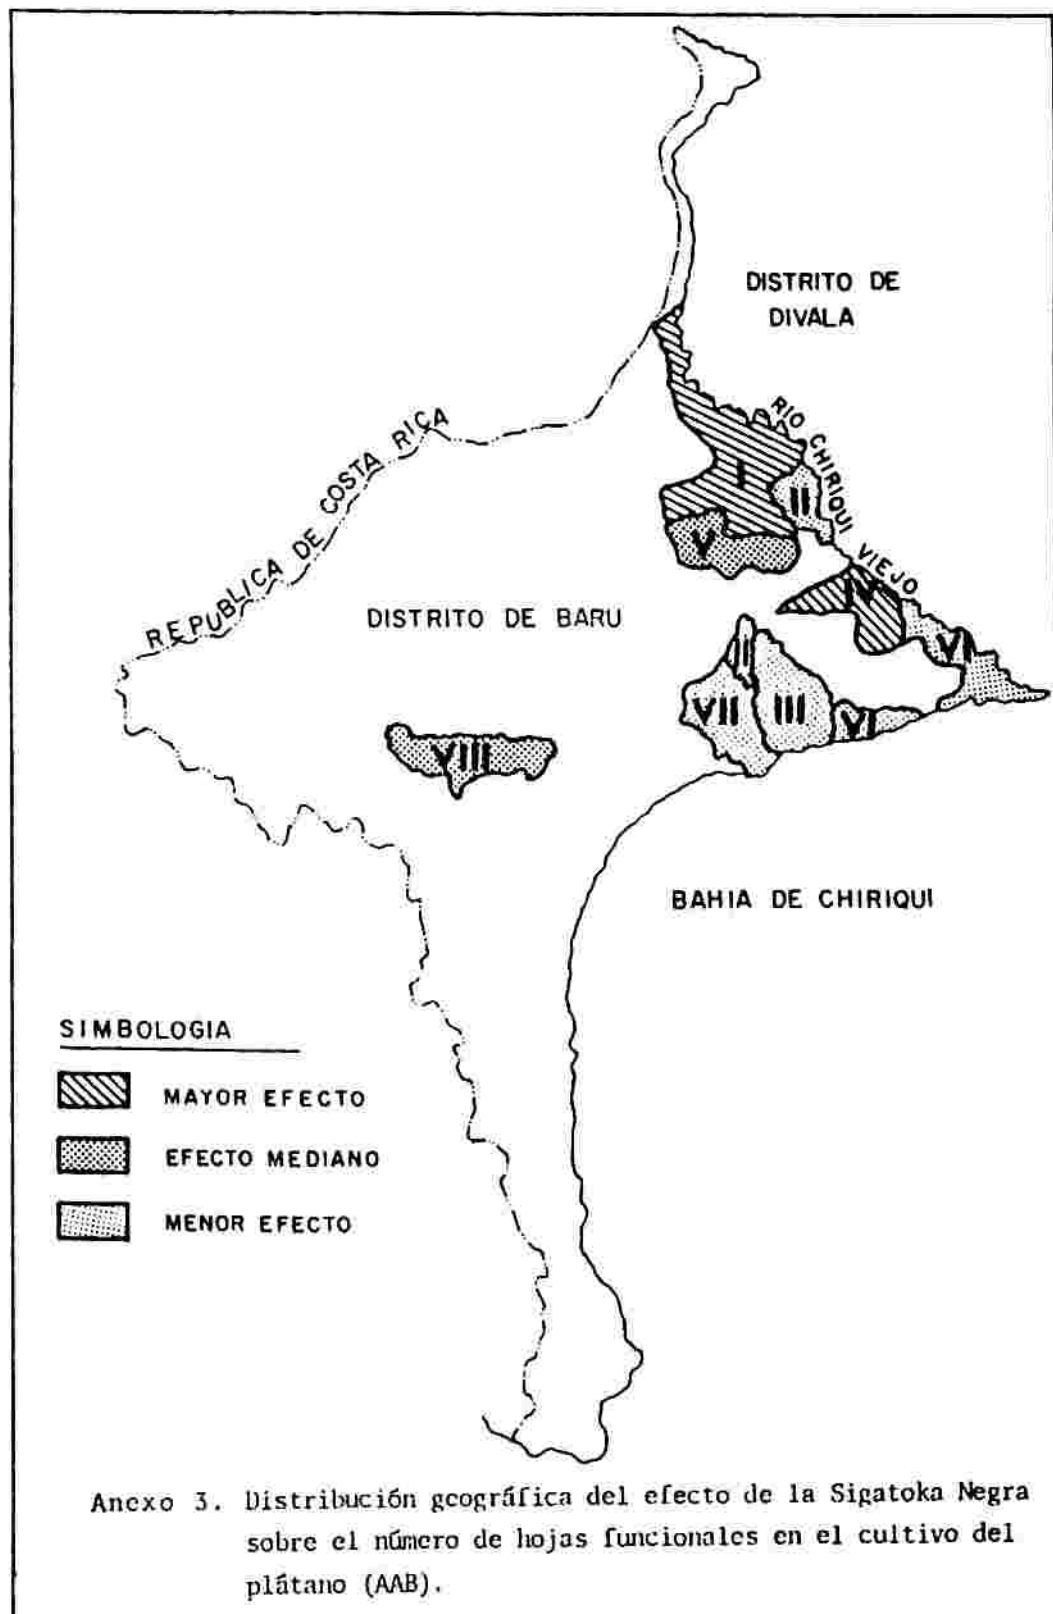 DISTRITO DE
DIVALA
RIO CHIRIQUI VIEJO
REPUBLICA DE COSTA RICA
I
II
V
IV
DISTRITO DE BARU
VI
II
VII
III
VI
VIII
BAHIA DE CHIRIQUI
SIMBOLOGIA
MAYOR EFECTO
EFECTO MEDIANO
MENOR EFECTO
Anexo 3. Distribución geográfica del efecto de la Sigatoka Negra
sobre el número de hojas funcionales en el cultivo del
plátano (AAB).